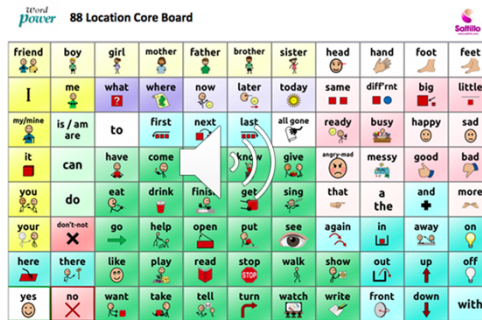 Word
power
88 Location Core Board
Saltillo
friend boy girl mother father brother sister head hand foot feet
I me what where now later today same diff'rnt big little
my/mine is / am are to first next last all gone ready busy happy sad
it can have come know give angry-mad messy good bad
you do eat drink finis get sing that a the and more
your don't-not go help open put see again in away on
here there like play read stop walk show out up off
STOP
yes no want take tell turn watch write front down with